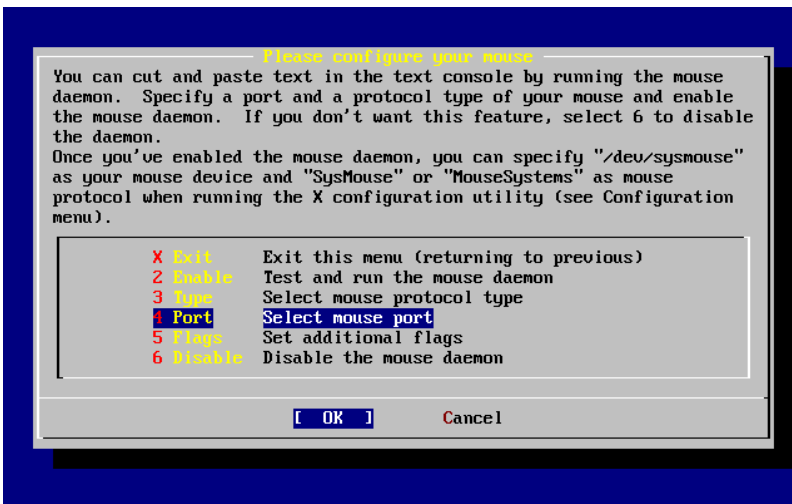 Please configure your mouse
You can cut and paste text in the text console by running the mouse
daemon.  Specify a port and a protocol type of your mouse and enable
the mouse daemon.  If you don't want this feature, select 6 to disable
the daemon.
Once you've enabled the mouse daemon, you can specify "/dev/sysmouse"
as your mouse device and "SysMouse" or "MouseSystems" as mouse
protocol when running the X configuration utility (see Configuration
menu).
X Exit Exit this menu (returning to previous)
2 Enable Test and run the mouse daemon
3 Type Select mouse protocol type
4 Port Select mouse port
5 Flags Set additional flags
6 Disable Disable the mouse daemon
[ OK ] Cancel